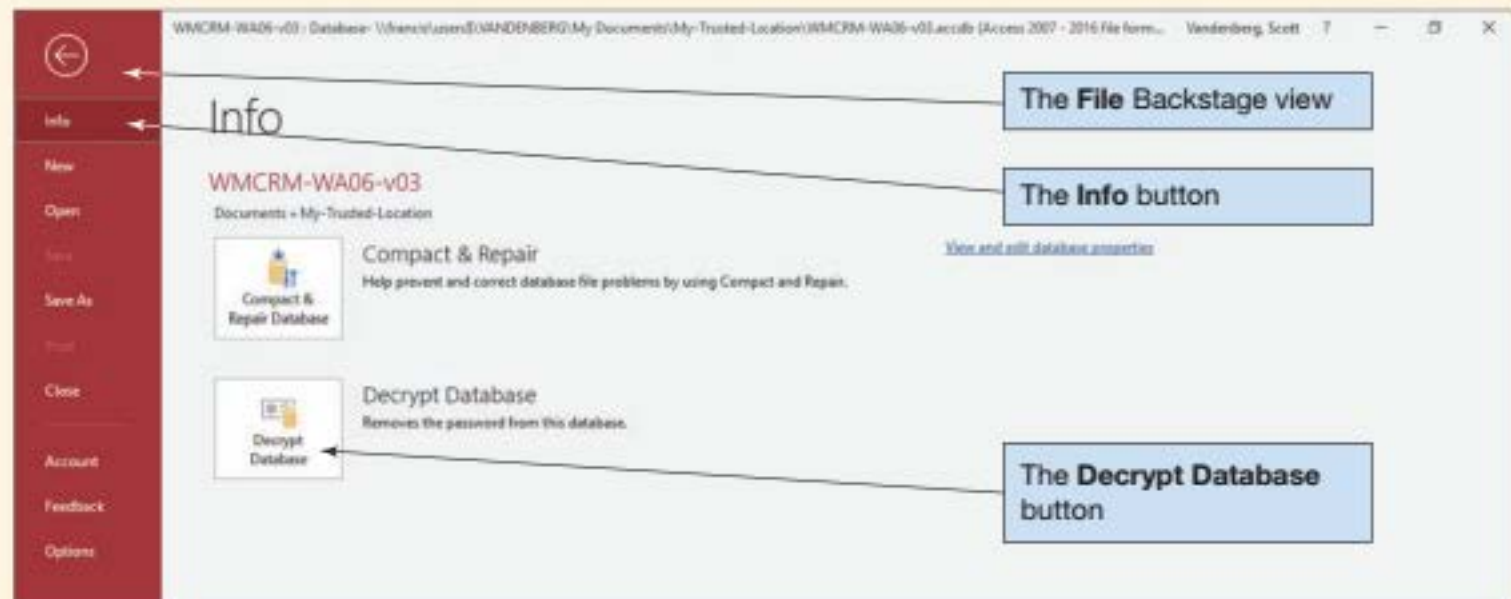 WMCRM-WA06-v03 : Database- \\francis\users$\VANDENBERG\My Documents\My-Trusted-Location\WMCRM-WA06-v03.accdb (Access 2007 - 2016 file form... Vandenberg, Scott ?
The File Backstage view
Info
Info
The Info button
New
WMCRM-WA06-v03
Open
Documents » My-Trusted-Location
Save
Compact & Repair
View and edit database properties
Help prevent and correct database file problems by using Compact and Repair.
Save As
Compact &
Repair Database
Print
Close
Decrypt Database
Removes the password from this database.
Decrypt
Database
Account
The Decrypt Database
button
Feedback
Options